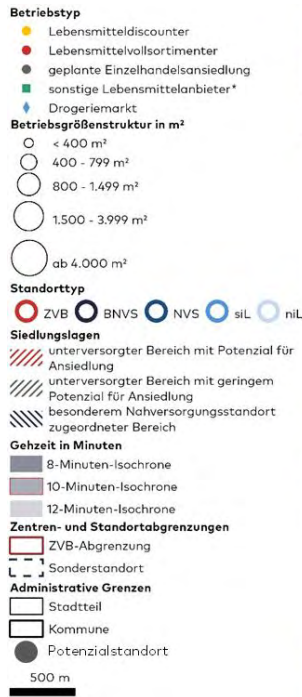 Betriebstyp
Lebensmitteldiscounter
Lebensmittelvollsortimenter
geplante Einzelhandelsansiedlung
sonstige Lebensmittelanbieter*
Drogeriemarkt
Betriebsgrößenstruktur in m²
< 400 m²
400 - 799 m²
800 - 1.499 m²
1.500 - 3.999 m²
ab 4.000 m²
Standorttyp
ZVB BNVS NVS siL niL
Siedlungslagen
unterversorgter Bereich mit Potenzial für
Ansiedlung
unterversorgter Bereich mit geringem
Potenzial für Ansiedlung
besonderem Nahversorgungsstandort
zugeordneter Bereich
Gehzeit in Minuten
8-Minuten-Isochrone
10-Minuten-Isochrone
12-Minuten-Isochrone
Zentren- und Standortabgrenzungen
ZVB-Abgrenzung
Sonderstandort
Administrative Grenzen
Stadtteil
Kommune
Potenzialstandort
500 m